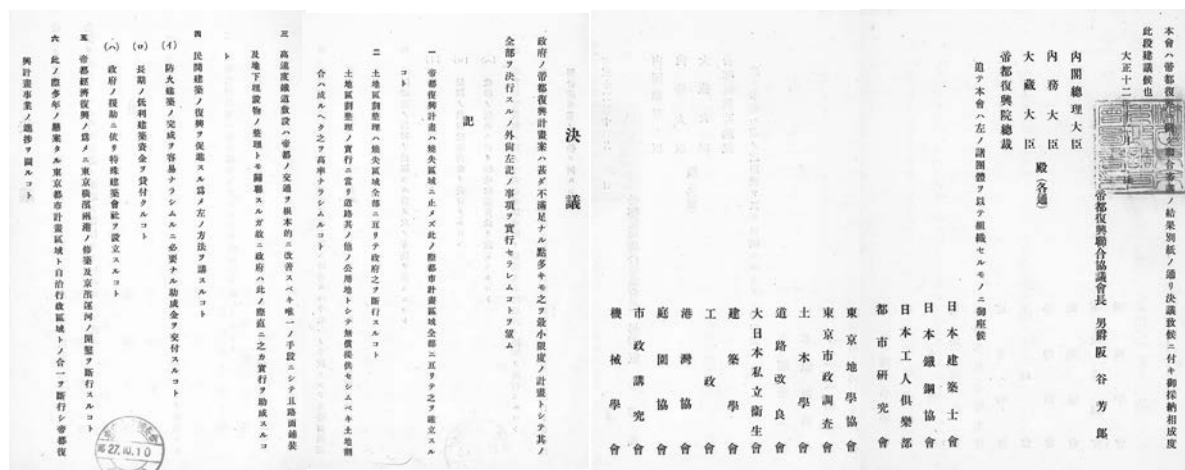 本會ハ帝都復興ニ關シ聯合審議ノ結果別紙ノ通リ決議致候ニ付キ御採納相成度
此段建議候也
大正十二年 月 日
帝都復興聯合協議會長 男爵阪谷芳郎
內閣總理大臣
內務大臣
大藏大臣
帝都復興院總裁
殿(各通)
追テ本會ハ左ノ諸團體ヲ以テ組織セルモノニ御座候
日本建築士會
日本鐵鋼協會
日本工人俱樂部
都市硏究會
東京地學協會
東京市政調査會
土木學會
道路改良會
大日本私立衞生會
建築學會
工政會
港灣協會
庭園協會
市政講究會
機械學會
決議
政府ノ帝都復興計畫案ハ甚ダ不滿足ナル點多キモ之ヲ最小限度ノ計畫トシテ其ノ
全部ヲ決行スルノ外尙左記ノ事項ヲ實行セラレムコトヲ望ム
記
一 帝都復興計畫ハ燒失區域ニ止メズ此ノ際都市計畫區域全部ニ亙リテ之ヲ確立スル
コト
二 土地區劃整理ハ燒失區域全部ニ亙リテ政府之ヲ斷行スルコト
土地區劃整理ノ實行ニ當リ道路其ノ他ノ公用地トシテ無償提供セシムベキ土地割
合ハ成ルヘク之ヲ高率ナラシムルコト
三 高速度鐵道敷設ハ帝都ノ交通ヲ根本的ニ改善スベキ唯一ノ手段ニシテ且路面鋪裝
及地下埋設物ノ整理トモ關聯スルガ故ニ政府ハ此ノ際直ニ之カ實行ヲ助成スルコ
ト
四 民間建築ノ復興ヲ促進スル爲メ左ノ方法ヲ講スルコト
(イ) 防火建築ノ完成ヲ容易ナラシムルニ必要ナル助成金ヲ交付スルコト
(ロ) 長期ノ低利建築資金ヲ貸付クルコト
(ハ) 政府ノ援助ニ依リ特殊建築會社ヲ設立スルコト
五 帝都經濟復興ノ爲メニ東京橫濱兩港ノ修築及京濱運河ノ開鑿ヲ斷行スルコト
六 此ノ際多年ノ懸案タル東京都市計畫區域ト自治行政區域トノ合一ヲ斷行シ帝都復
興計畫事業ノ進捗ヲ圖ルコト
27.10.10